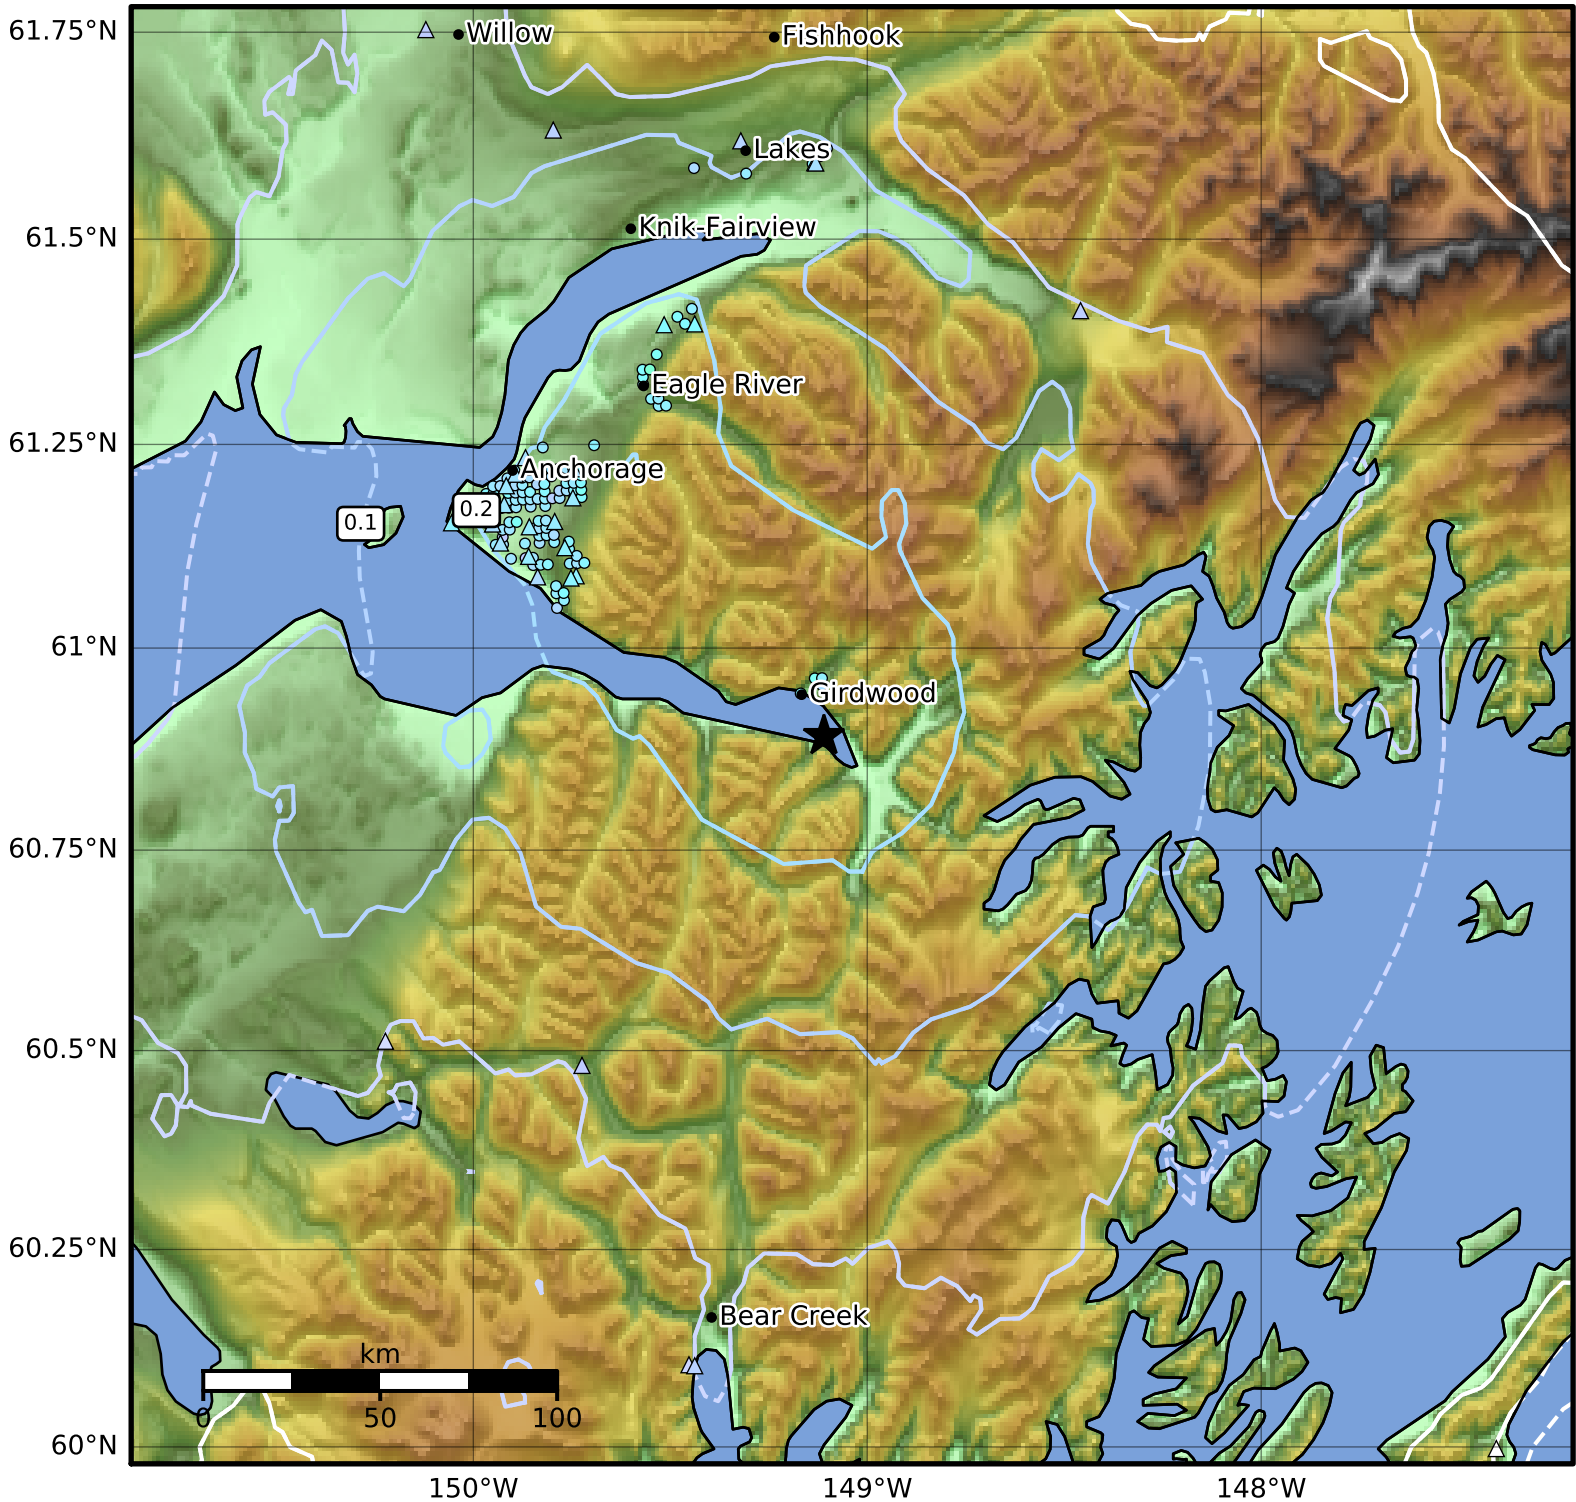 61.75°N
Willow
Fishhook
Lakes
61.5°N
Knik-Fairview
Eagle River
61.25°N
Anchorage
0.2
0.1
61°N
Girdwood
60.75°N
60.5°N
60.25°N
Bear Creek
km
0 50 100
60°N
150°W 149°W 148°W